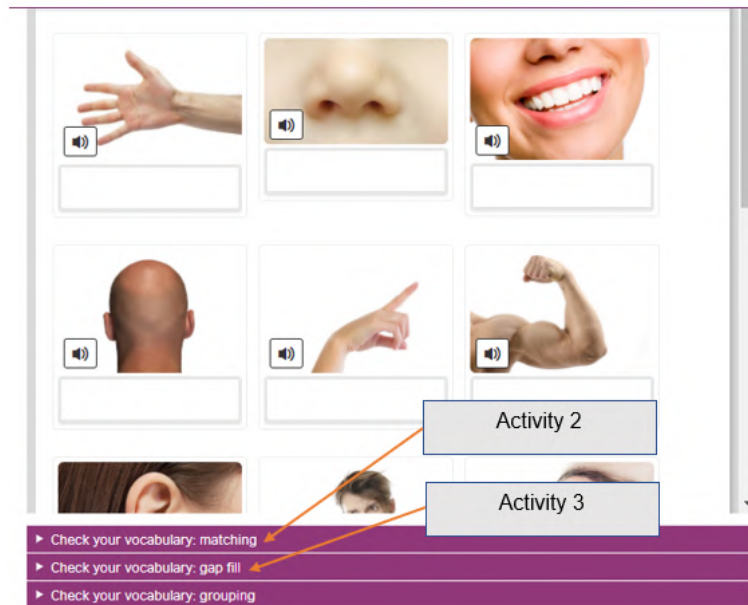 Activity 2
Activity 3
Check your vocabulary: matching
Check your vocabulary: gap fill
Check your vocabulary: grouping